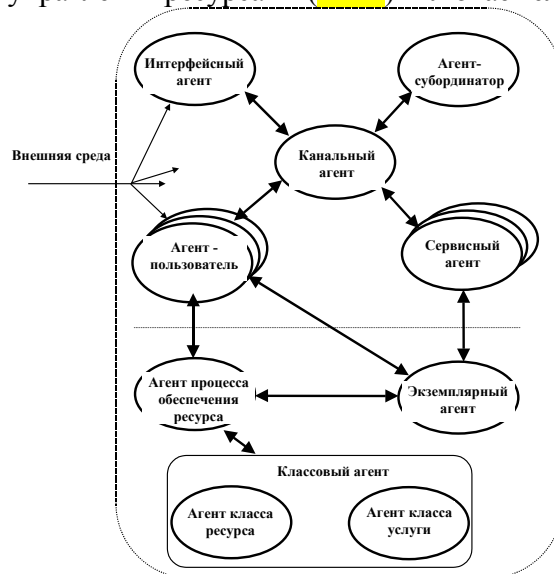 Интерфейсный
агент
Агент-
субординатор
Внешняя среда
Канальный
агент
Агент -
пользователь
Сервисный
агент
Агент процесса
обеспечения
ресурса
Экземплярный
агент
Классовый агент
Агент класса
ресурса
Агент класса
услуги